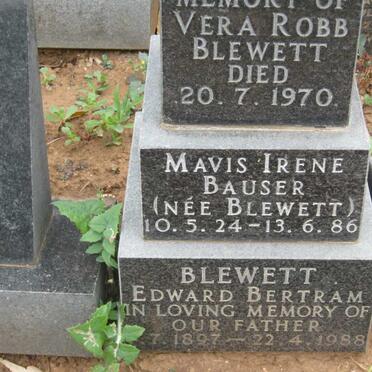 MEMORY OF
VERA ROBB
BLEWETT
DIED
20. 7. 1970.
MAVIS IRENE
BAUSER
(NÉE BLEWETT)
10. 5. 24 – 13. 6. 86
BLEWETT
EDWARD BERTRAM
IN LOVING MEMORY OF
OUR FATHER
7. 1897 – 22. 4. 1988